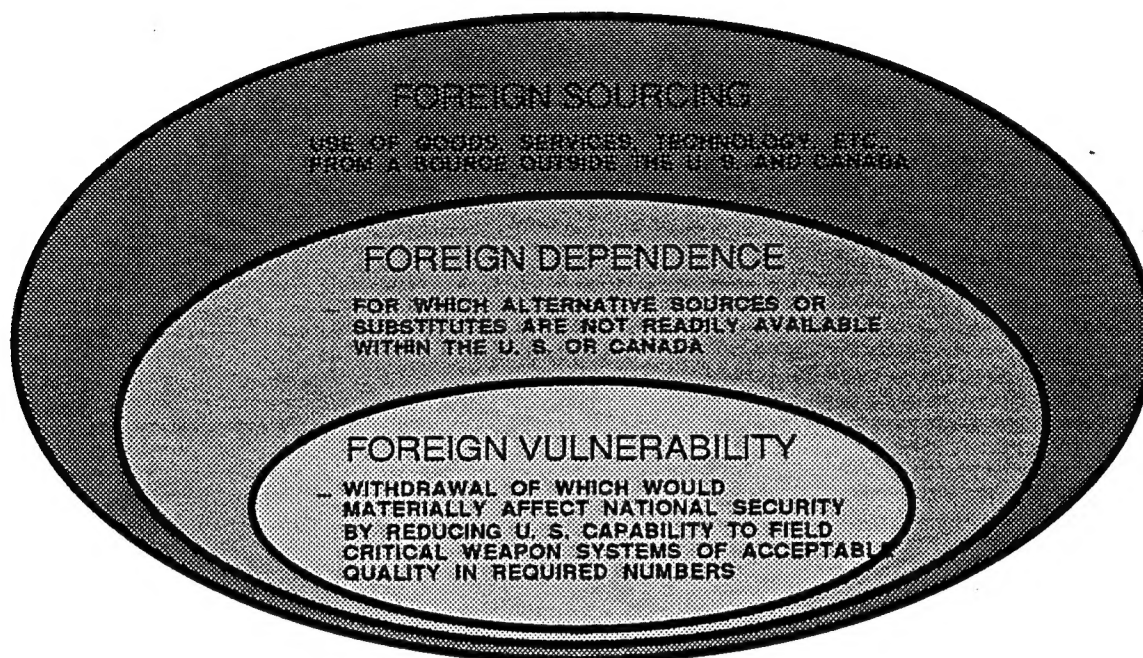 FOREIGN SOURCING
USE OF GOODS, SERVICES, TECHNOLOGY, ETC.,
FROM A SOURCE OUTSIDE THE U. S. AND CANADA
FOREIGN DEPENDENCE
_ FOR WHICH ALTERNATIVE SOURCES OR
SUBSTITUTES ARE NOT READILY AVAILABLE
WITHIN THE U. S. OR CANADA
FOREIGN VULNERABILITY
_ WITHDRAWAL OF WHICH WOULD
MATERIALLY AFFECT NATIONAL SECURITY
BY REDUCING U. S. CAPABILITY TO FIELD
CRITICAL WEAPON SYSTEMS OF ACCEPTABLE
QUALITY IN REQUIRED NUMBERS